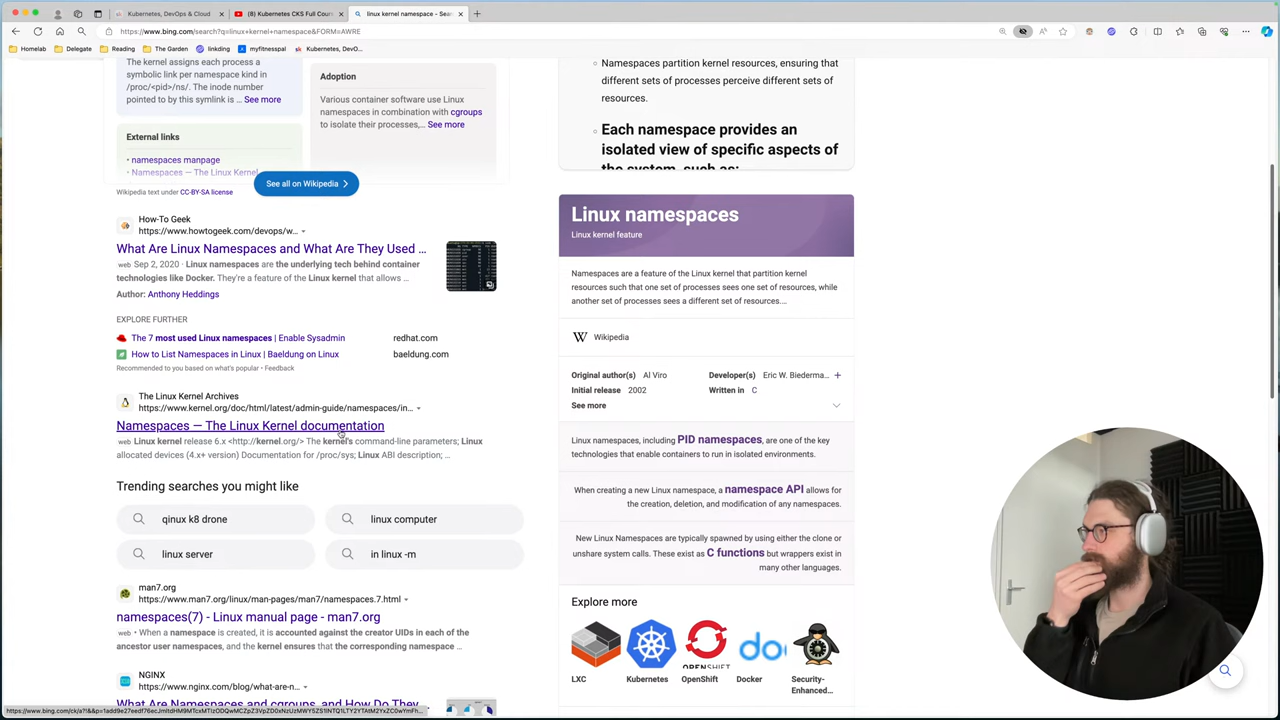 Kubernetes, DevOps & Cloud
(8) Kubernetes CKS Full Cour
linux kernel namespace - Sea
https://www.bing.com/search?q=linux+kernel+namespace&FORM=AWRE
Homelab
Delegate
Reading
The Garden
linkding
myfitnesspal
Kubernetes, DevO...
The kernel assigns each process a
symbolic link per namespace kind in
/proc/<pid>/ns/. The inode number
pointed to by this symlink is ... See more
External links
• namespaces manpage
• Namespaces — The Linux Kernel
Adoption
Various container software use Linux
namespaces in combination with cgroups
to isolate their processes,... See more
See all on Wikipedia
Wikipedia text under CC-BY-SA license
How-To Geek
https://www.howtogeek.com/devops/w...
What Are Linux Namespaces and What Are They Used ...
web Sep 2, 2020 · Linux namespaces are the underlying tech behind container
technologies like Docker. They're a feature of the Linux kernel that allows ...
Author: Anthony Heddings
EXPLORE FURTHER
The 7 most used Linux namespaces | Enable Sysadmin
redhat.com
How to List Namespaces in Linux | Baeldung on Linux
baeldung.com
Recommended to you based on what's popular • Feedback
The Linux Kernel Archives
https://www.kernel.org/doc/html/latest/admin-guide/namespaces/in...
Namespaces — The Linux Kernel documentation
web Linux kernel release 6.x <http://kernel.org/> The kernel's command-line parameters; Linux
allocated devices (4.x+ version) Documentation for /proc/sys; Linux ABI description; ...
Trending searches you might like
qinux k8 drone
linux computer
linux server
in linux -m
man7.org
https://www.man7.org/linux/man-pages/man7/namespaces.7.html
namespaces(7) - Linux manual page - man7.org
web • When a namespace is created, it is accounted against the creator UIDs in each of the
ancestor user namespaces, and the kernel ensures that the corresponding namespace ...
NGINX
https://www.nginx.com/blog/what-are-n...
What Are Namespaces and cgroups, and How Do They
Namespaces partition kernel resources, ensuring that
different sets of processes perceive different sets of
resources.
Each namespace provides an
isolated view of specific aspects of
the system, such as:
Linux namespaces
Linux kernel feature
Namespaces are a feature of the Linux kernel that partition kernel
resources such that one set of processes sees one set of resources, while
another set of processes sees a different set of resources....
Wikipedia
Original author(s) Al Viro
Developer(s) Eric W. Biederma...
Initial release 2002
Written in C
See more
Linux namespaces, including PID namespaces, are one of the key
technologies that enable containers to run in isolated environments.
When creating a new Linux namespace, a namespace API allows for
the creation, deletion, and modification of any namespaces.
New Linux Namespaces are typically spawned by using either the clone or
unshare system calls. These exist as C functions but wrappers exist in
many other languages.
Explore more
OPENSHIFT
LXC
Kubernetes
OpenShift
Docker
Security-
Enhanced...